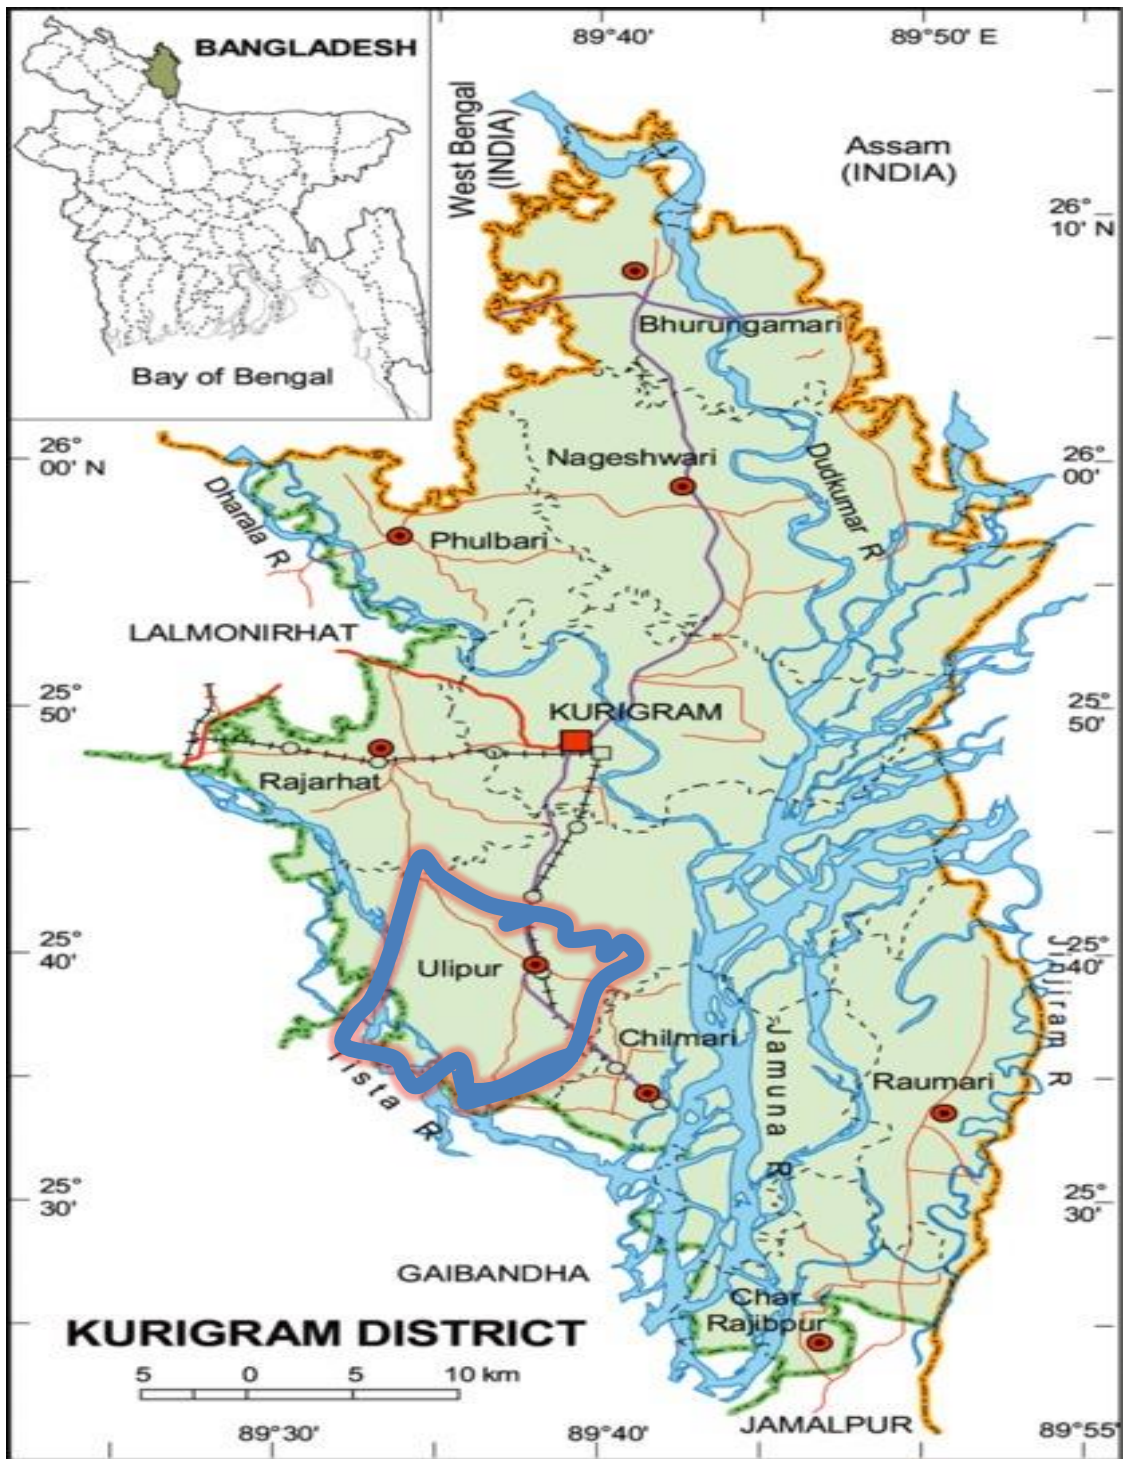 BANGLADESH
Bay of Bengal
89°40'
89°50' E
West Bengal
(INDIA)
Assam
(INDIA)
26°
10' N
Bhurungamari
26°
00' N
26°
00'
Nageshwari
Dudkumar R
Dharala R
Phulbari
LALMONIRHAT
25°
50'
25°
50'
KURIGRAM
Rajarhat
25°
40'
25°
40'
Ulipur
Jinjiram R
Chilmari
Jamuna R
Raumari
Tista R
25°
30'
25°
30'
GAIBANDHA
Char
Rajibpur
KURIGRAM DISTRICT
5 0 5 10 km
JAMALPUR
89°30'
89°40'
89°55'